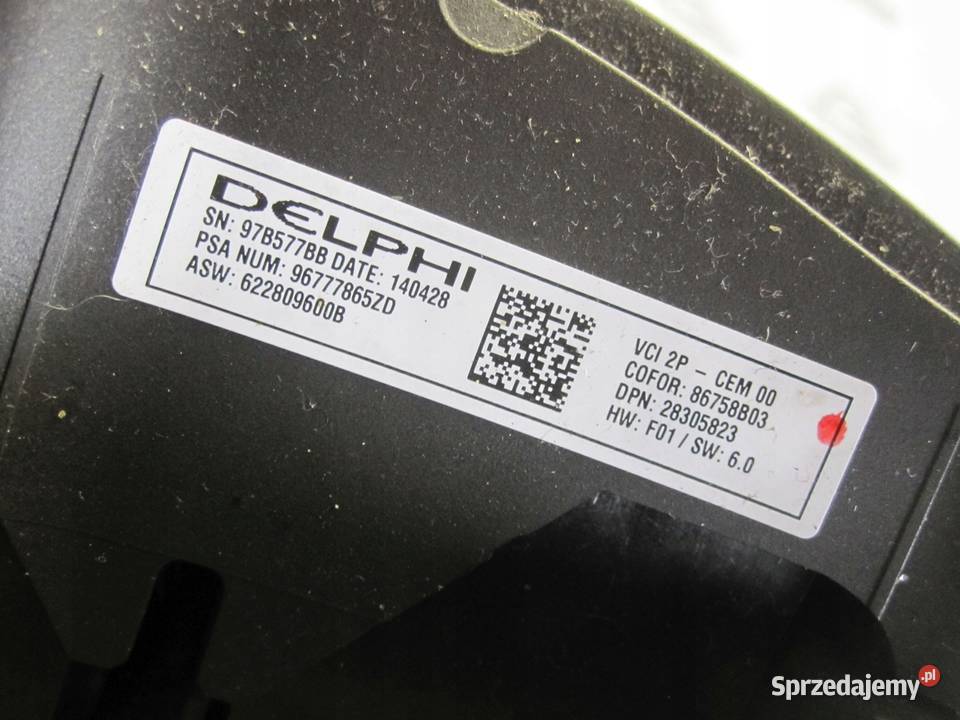 DELPHI
SN: 97B577BB DATE: 140428
PSA NUM: 96777865ZD
ASW: 622809600B
VCI 2P - CEM 00
COFOR: 86758B03
DPN: 28305823
HW: F01 / SW: 6.0
Sprzedajemy.pl